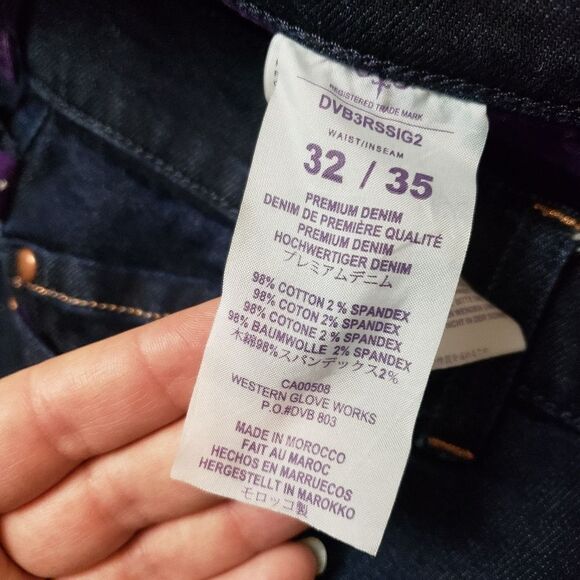 REGISTERED TRADE MARK
DVB3RSSIG2
WAIST/INSEAM
32 / 35
PREMIUM DENIM
DENIM DE PREMIÈRE QUALITÉ
PREMIUM DENIM
HOCHWERTIGER DENIM
プレミアムデニム
98% COTTON 2 % SPANDEX
98% COTON 2% SPANDEX
98% COTONE 2 % SPANDEX
98% BAUMWOLLE 2% SPANDEX
木綿98%スパンデックス2%
CA00508
WESTERN GLOVE WORKS
P.O.#DVB 803
MADE IN MOROCCO
FAIT AU MAROC
HECHOS EN MARRUECOS
HERGESTELLT IN MAROKKO
モロッコ製